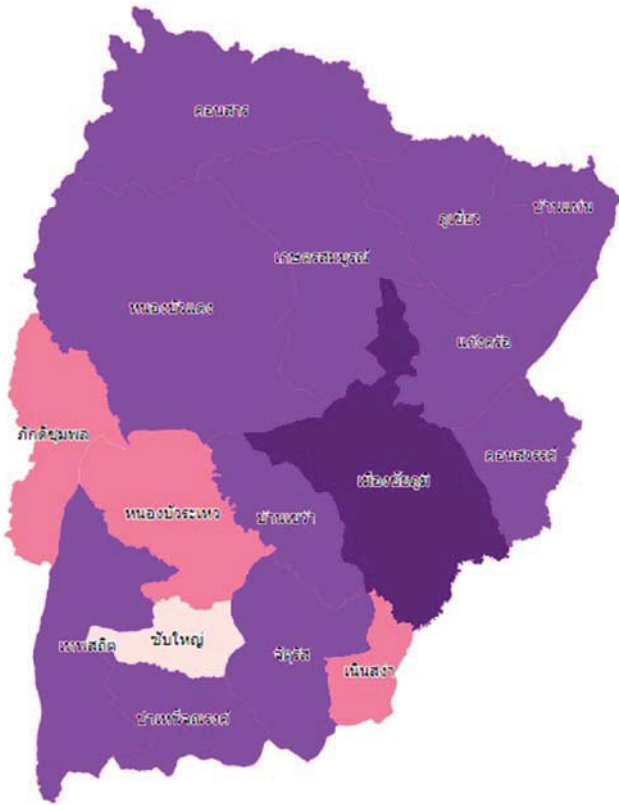 คอนสาร
ภูเขียว
บ้านแท่น
เกษตรสมบูรณ์
หนองบัวแดง
แก้งคร้อ
ภักดีชุมพล
คอนสวรรค์
เมืองชัยภูมิ
หนองบัวระเหว
บ้านเขว้า
ซับใหญ่
เทพสถิต
จัตุรัส
เนินสง่า
บำเหน็จณรงค์